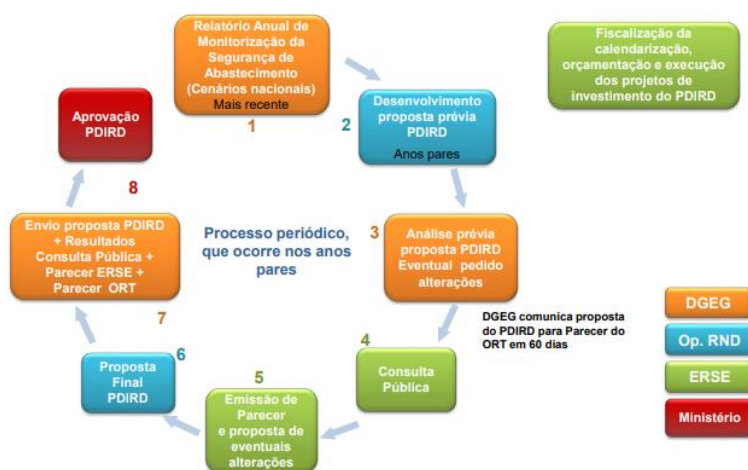 Relatório Anual de
Monitorização da
Segurança de
Abastecimento
(Cenários nacionais)
Mais recente
1
Fiscalização da
calendarização,
orçamentação e execução
dos projetos de
investimento do PDIRD
Desenvolvimento
proposta prévia
PDIRD
Anos pares
2
Aprovação
PDIRD
8
Envio proposta PDIRD
+ Resultados
Consulta Pública +
Parecer ERSE +
Parecer ORT
7
Processo periódico,
que ocorre nos anos
pares
3
Análise prévia
proposta PDIRD
Eventual pedido
alterações
DGEG comunica proposta
do PDIRD para Parecer do
ORT em 60 dias
4
Consulta
Pública
5
Emissão de
Parecer
e proposta de
eventuais
alterações
6
Proposta
Final
PDIRD
DGEG
Op. RND
ERSE
Ministério